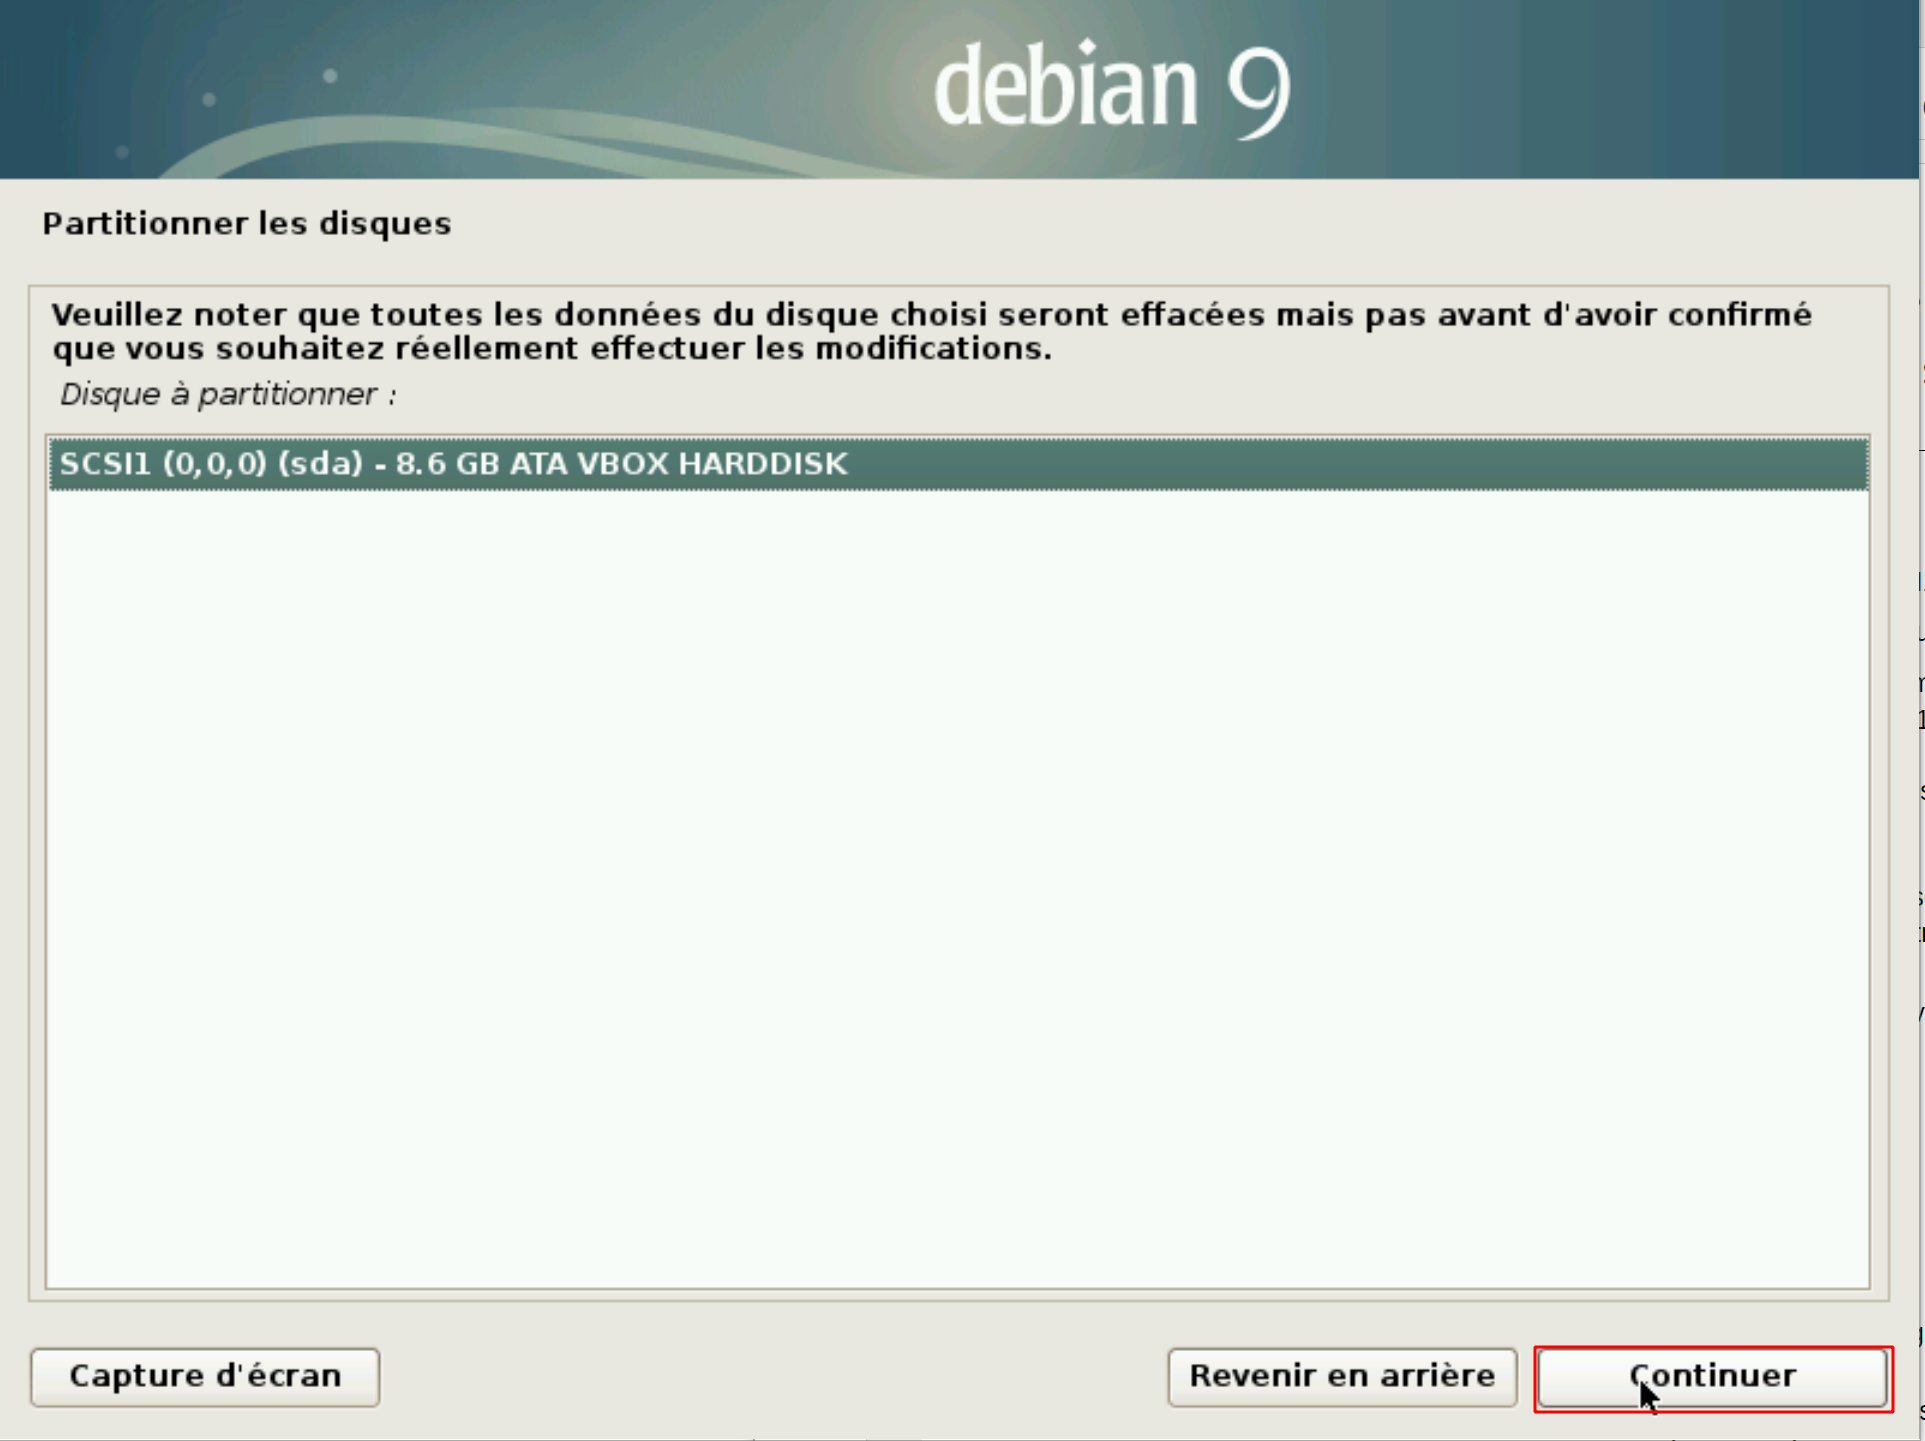 debian 9
Partitionner les disques
Veuillez noter que toutes les données du disque choisi seront effacées mais pas avant d'avoir confirmé
que vous souhaitez réellement effectuer les modifications.
Disque à partitionner :
SCSI1 (0,0,0) (sda) - 8.6 GB ATA VBOX HARDDISK
Capture d'écran
Revenir en arrière
Continuer